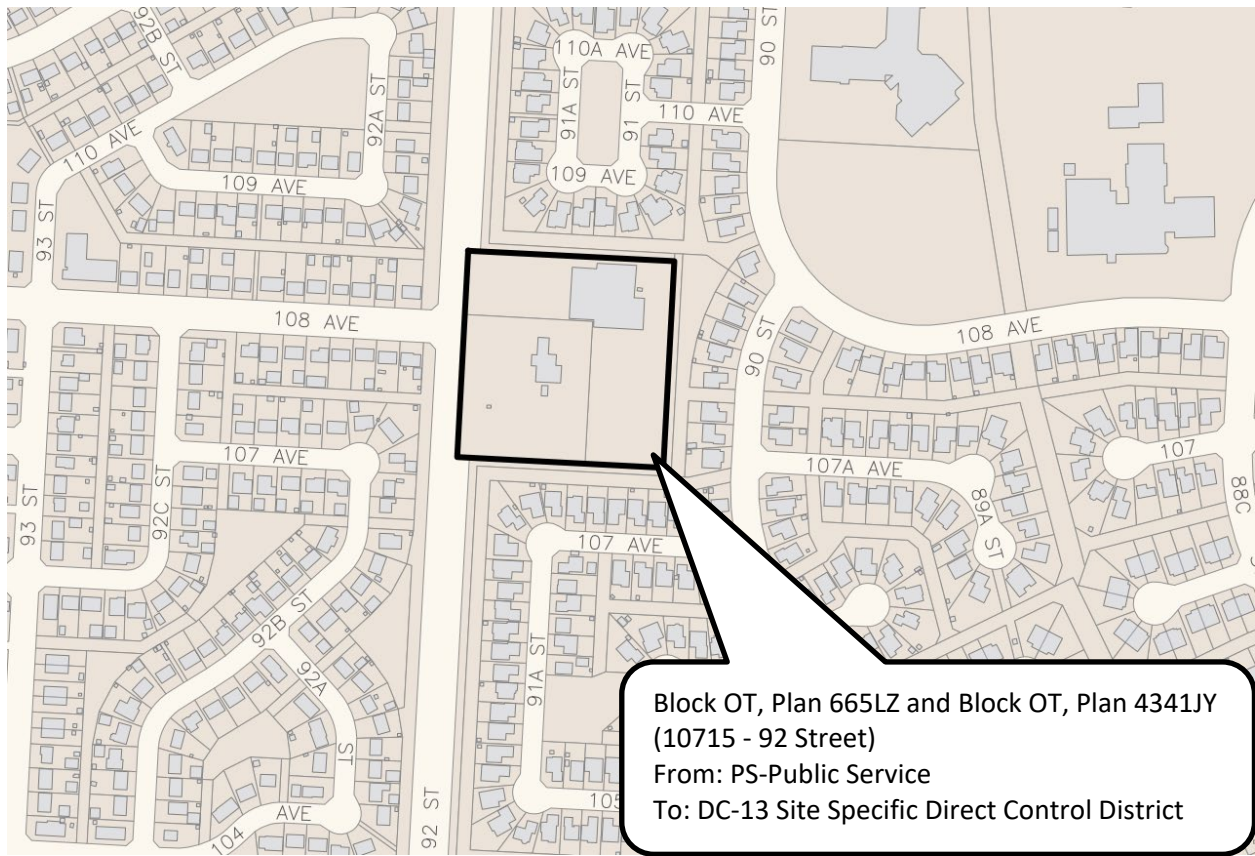 92B ST
92A ST
110 AVE
109 AVE
93 ST
108 AVE
110A AVE
91A ST
91 ST
110 AVE
109 AVE
90 ST
108 AVE
90 ST
107 AVE
92C ST
93 ST
107A AVE
89A ST
107
88C
107 AVE
92B ST
92A ST
91A ST
104 AVE
92 ST
105
Block OT, Plan 665LZ and Block OT, Plan 4341JY
(10715 - 92 Street)
From: PS-Public Service
To: DC-13 Site Specific Direct Control District